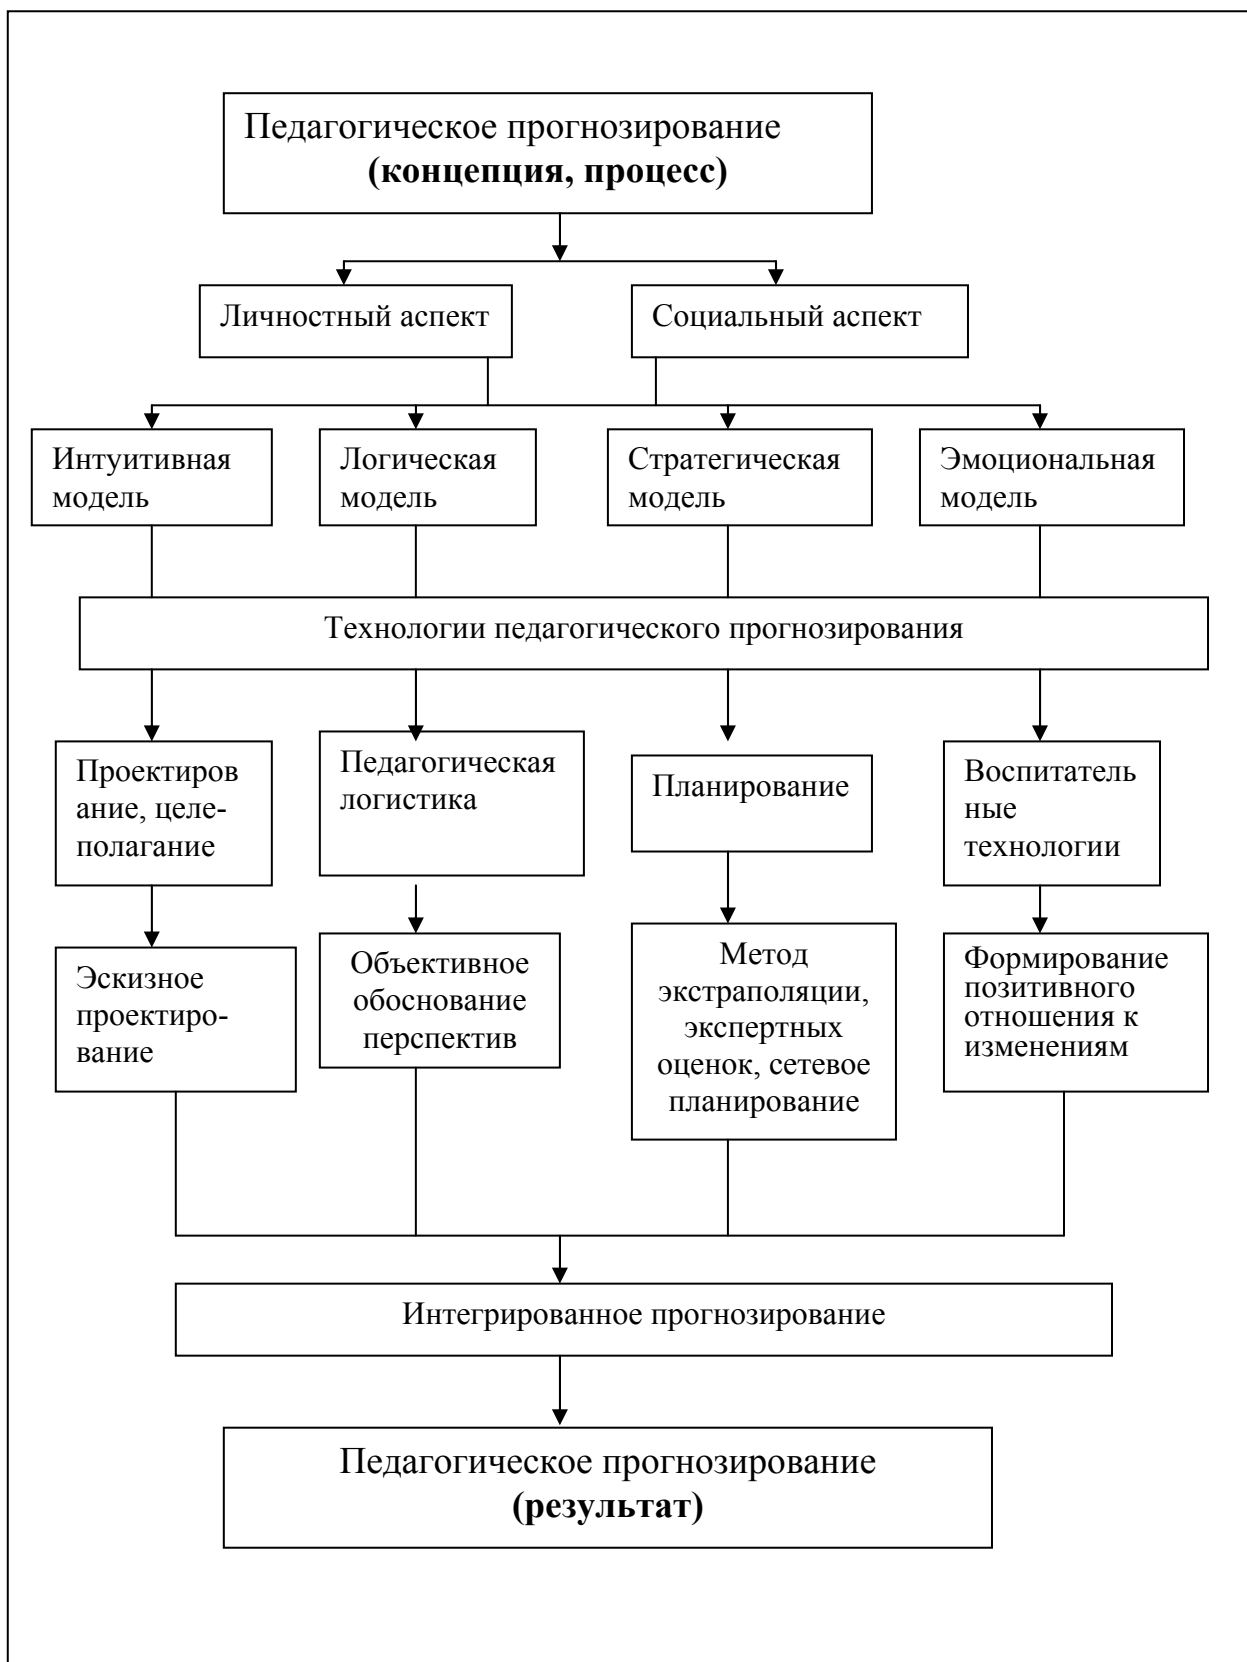 Педагогическое прогнозирование
(концепция, процесс)
Личностный аспект
Социальный аспект
Интуитивная
модель
Логическая
модель
Стратегическая
модель
Эмоциональная
модель
Технологии педагогического прогнозирования
Проектиров
ание, целе-
полагание
Педагогическая
логистика
Планирование
Воспитатель
ные
технологии
Эскизное
проектиро-
вание
Объективное
обоснование
перспектив
Метод
экстраполяции,
экспертных
оценок, сетевое
планирование
Формирование
позитивного
отношения к
изменениям
Интегрированное прогнозирование
Педагогическое прогнозирование
(результат)